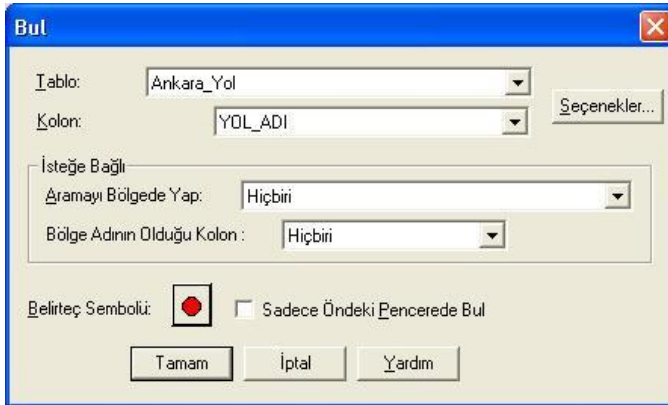 Bul
Tablo: Ankara_Yol
Kolon: YOL_ADI
Seçenekler...
İsteğe Bağlı
Aramayı Bölgede Yap: Hiçbiri
Bölge Adının Olduğu Kolon : Hiçbiri
Belirteç Sembolü: Sadece Öndeki Pencerede Bul
Tamam İptal Yardım